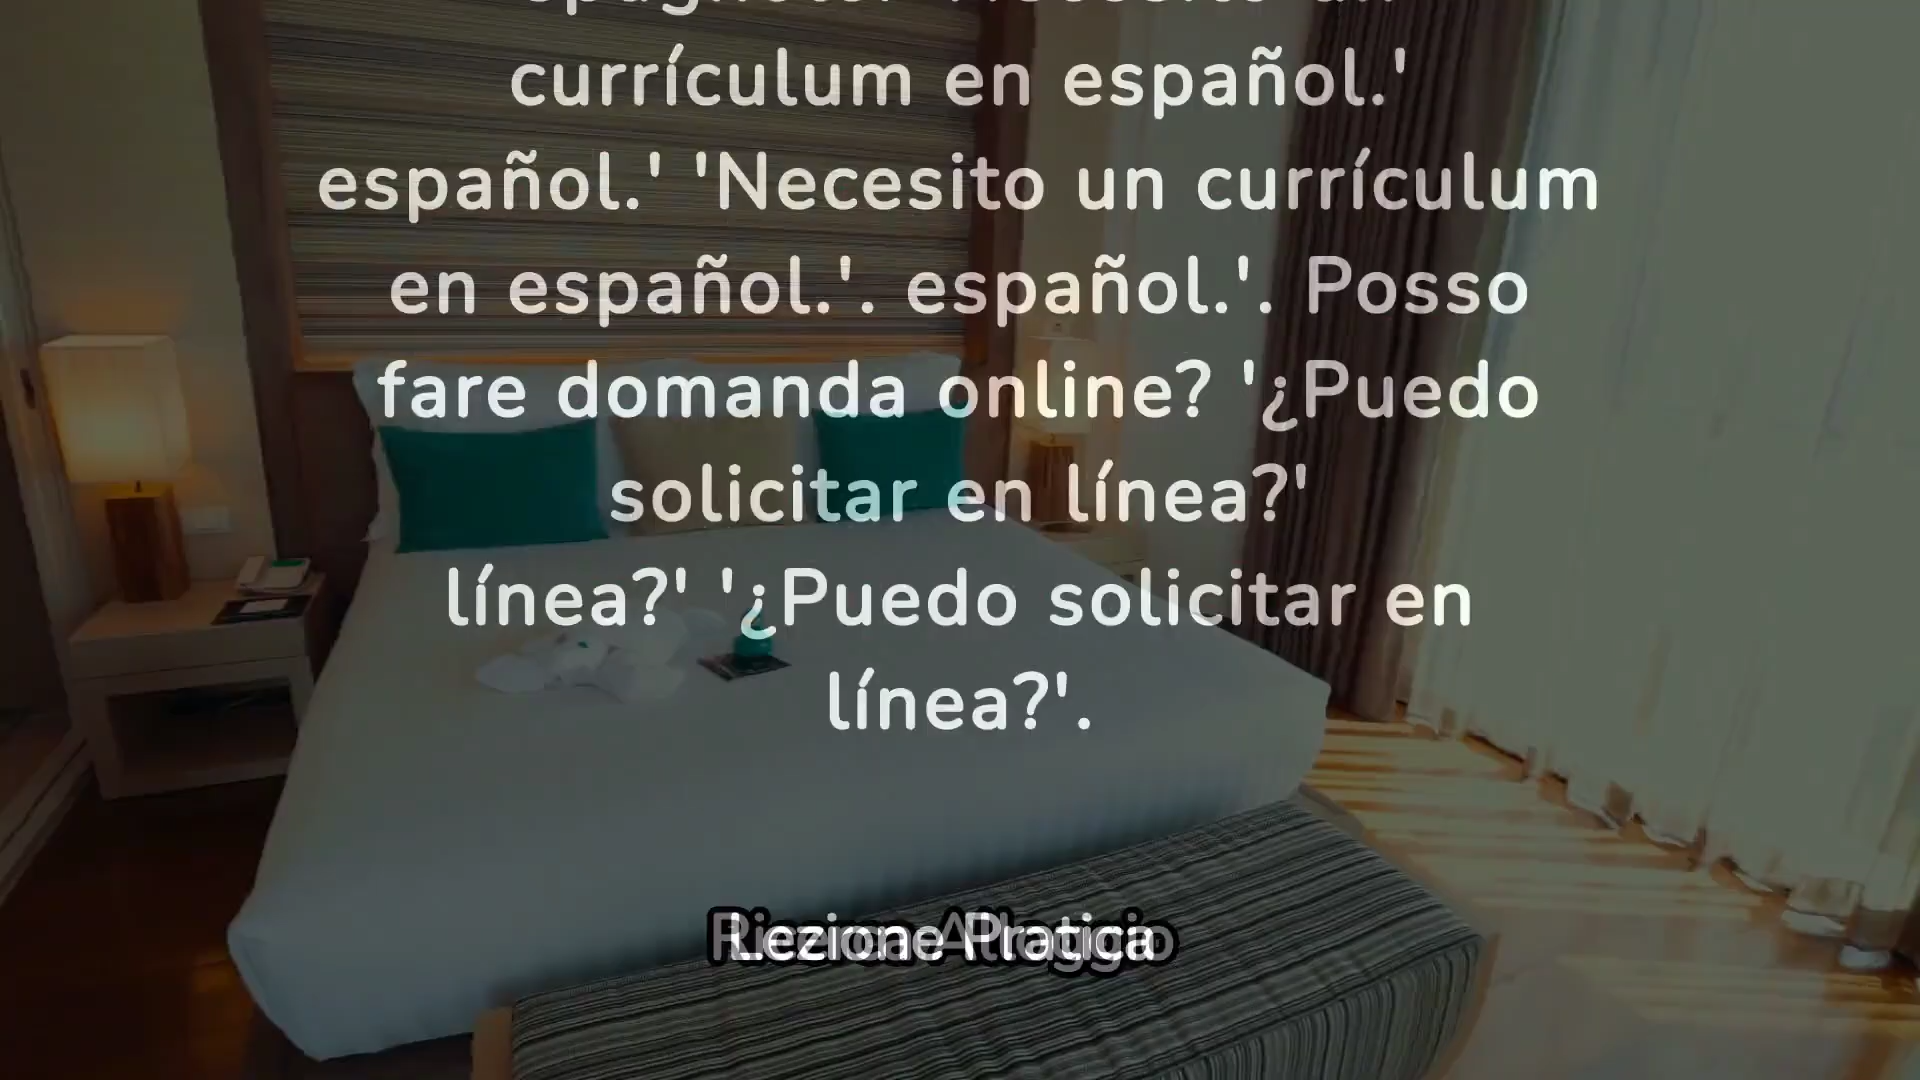 currículum en español.'
español.' 'Necesito un currículum
en español.'. español.'. Posso
fare domanda online? '¿Puedo
solicitar en línea?'
línea?' '¿Puedo solicitar en
línea?'.
Lezione Pratica